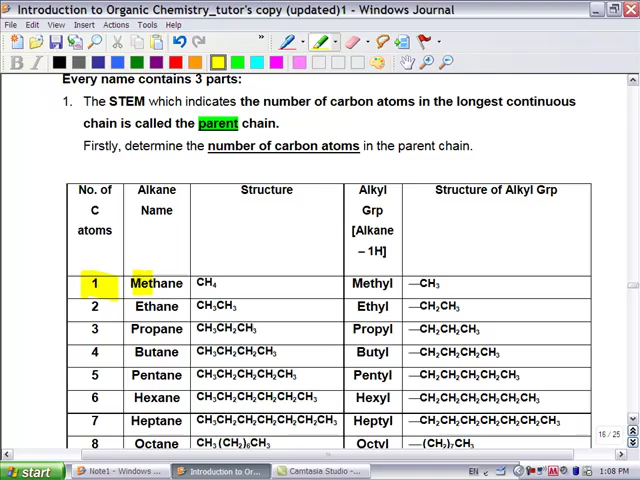 Introduction to Organic Chemistry_tutor's copy (updated)1 - Windows Journal
File Edit View Insert Actions Tools Help
B I
Every name contains 3 parts:
1. The STEM which indicates the number of carbon atoms in the longest continuous
chain is called the parent chain.
Firstly, determine the number of carbon atoms in the parent chain.
No. of C atoms Alkane Name Structure Alkyl Grp [Alkane – 1H] Structure of Alkyl Grp
1 Methane CH₄ Methyl —CH₃
2 Ethane CH₃CH₃ Ethyl —CH₂CH₃
3 Propane CH₃CH₂CH₃ Propyl —CH₂CH₂CH₃
4 Butane CH₃CH₂CH₂CH₃ Butyl —CH₂CH₂CH₂CH₃
5 Pentane CH₃CH₂CH₂CH₂CH₃ Pentyl —CH₂CH₂CH₂CH₂CH₃
6 Hexane CH₃CH₂CH₂CH₂CH₂CH₃ Hexyl —CH₂CH₂CH₂CH₂CH₂CH₃
7 Heptane CH₃CH₂CH₂CH₂CH₂CH₂CH₃ Heptyl —CH₂CH₂CH₂CH₂CH₂CH₂CH₃
8 Octane CH₃(CH₂)₆CH₃ Octyl —(CH₂)₇CH₃
16 / 25
start Note1 - Windows ... Introduction to Or... Camtasia Studio - ... EN 1:08 PM